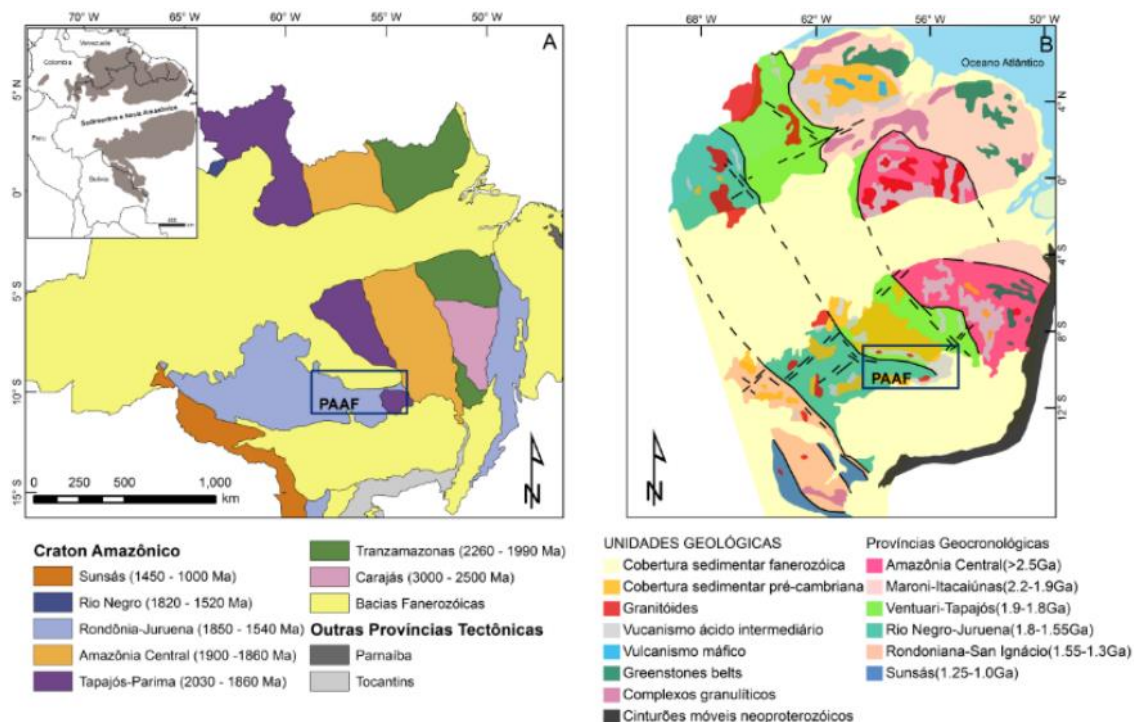 70° W 65° W 60° W 55° W 50° W
A
Venezuela
Colombia
Peru
Bolivia
5° N
0°
5° S
10° S
15° S
PAAF
N
0 250 500 1,000
km
68° W 62° W 56° W 50° W
B
Oceano Atlântico
4° N
0°
4° S
8° S
12° S
PAAF
N
Craton Amazônico
Sunsás (1450 - 1000 Ma)
Rio Negro (1820 - 1520 Ma)
Rondônia-Juruena (1850 - 1540 Ma)
Amazônia Central (1900 -1860 Ma)
Tapajós-Parima (2030 - 1860 Ma)
Tranzamazonas (2260 - 1990 Ma)
Carajás (3000 - 2500 Ma)
Bacias Fanerozóicas
Outras Províncias Tectônicas
Parnaíba
Tocantins
UNIDADES GEOLÓGICAS
Cobertura sedimentar fanerozóica
Cobertura sedimentar pré-cambriana
Granitóides
Vucanismo ácido intermediário
Vulcanismo máfico
Greenstones belts
Complexos granulíticos
Cinturões móveis neoproterozóicos
Províncias Geocronológicas
Amazônia Central(>2.5Ga)
Maroni-Itacaiúnas(2.2-1.9Ga)
Ventuari-Tapajós(1.9-1.8Ga)
Rio Negro-Juruena(1.8-1.55Ga)
Rondoniana-San Ignácio(1.55-1.3Ga)
Sunsás(1.25-1.0Ga)